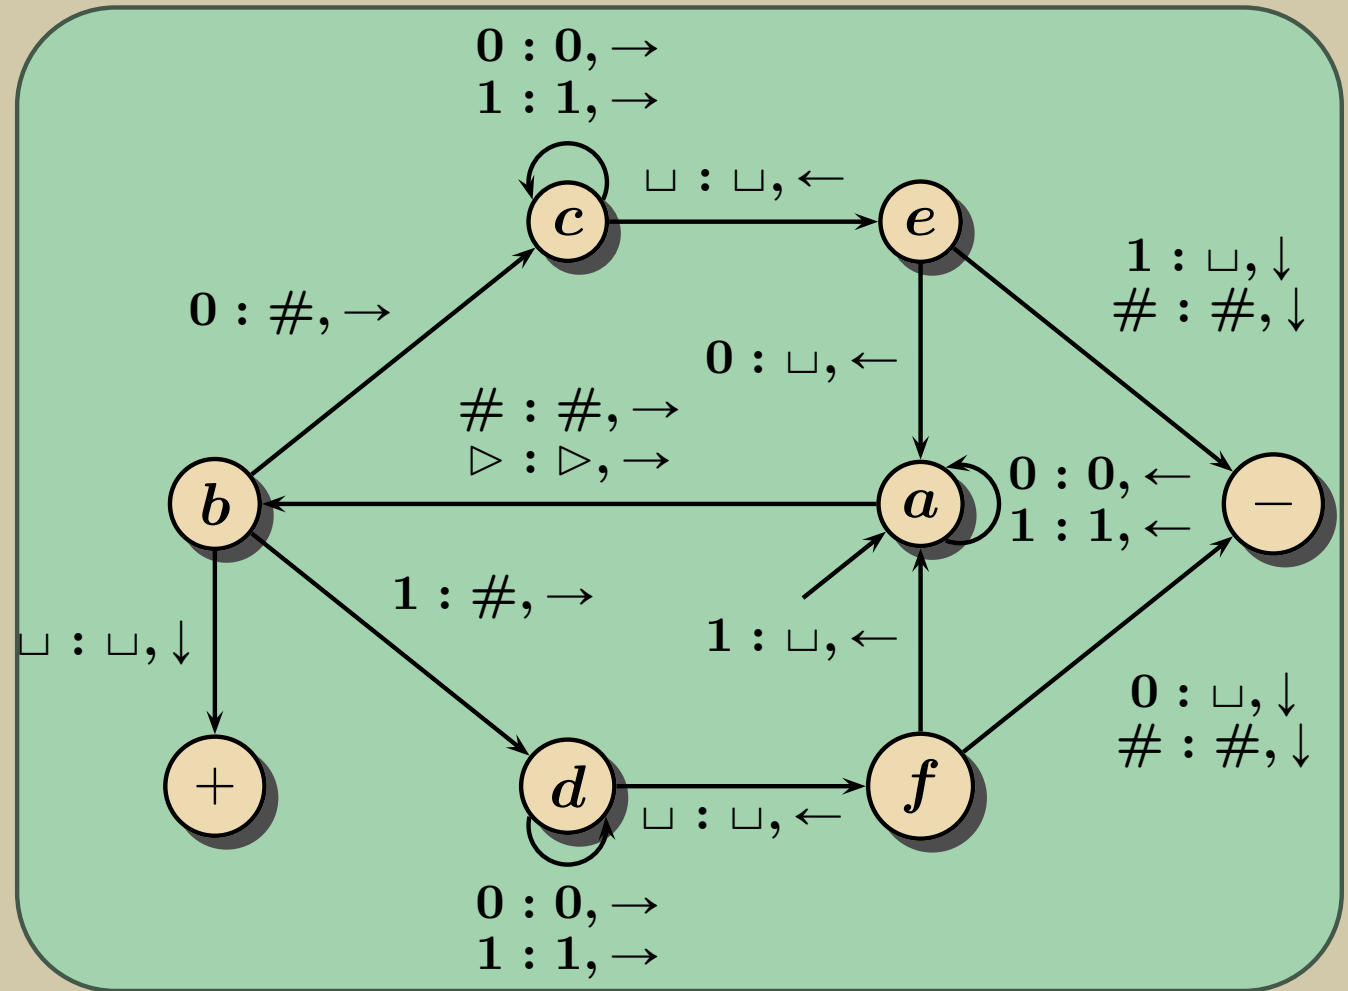 0 : 0, →
1 : 1, →
␣ : ␣, ←
c
e
1 : ␣, ↓
# : #, ↓
0 : #, →
0 : ␣, ←
# : #, →
▷ : ▷, →
0 : 0, ←
1 : 1, ←
b
a
−
1 : #, →
1 : ␣, ←
␣ : ␣, ↓
0 : ␣, ↓
# : #, ↓
+
d
f
␣ : ␣, ←
0 : 0, →
1 : 1, →